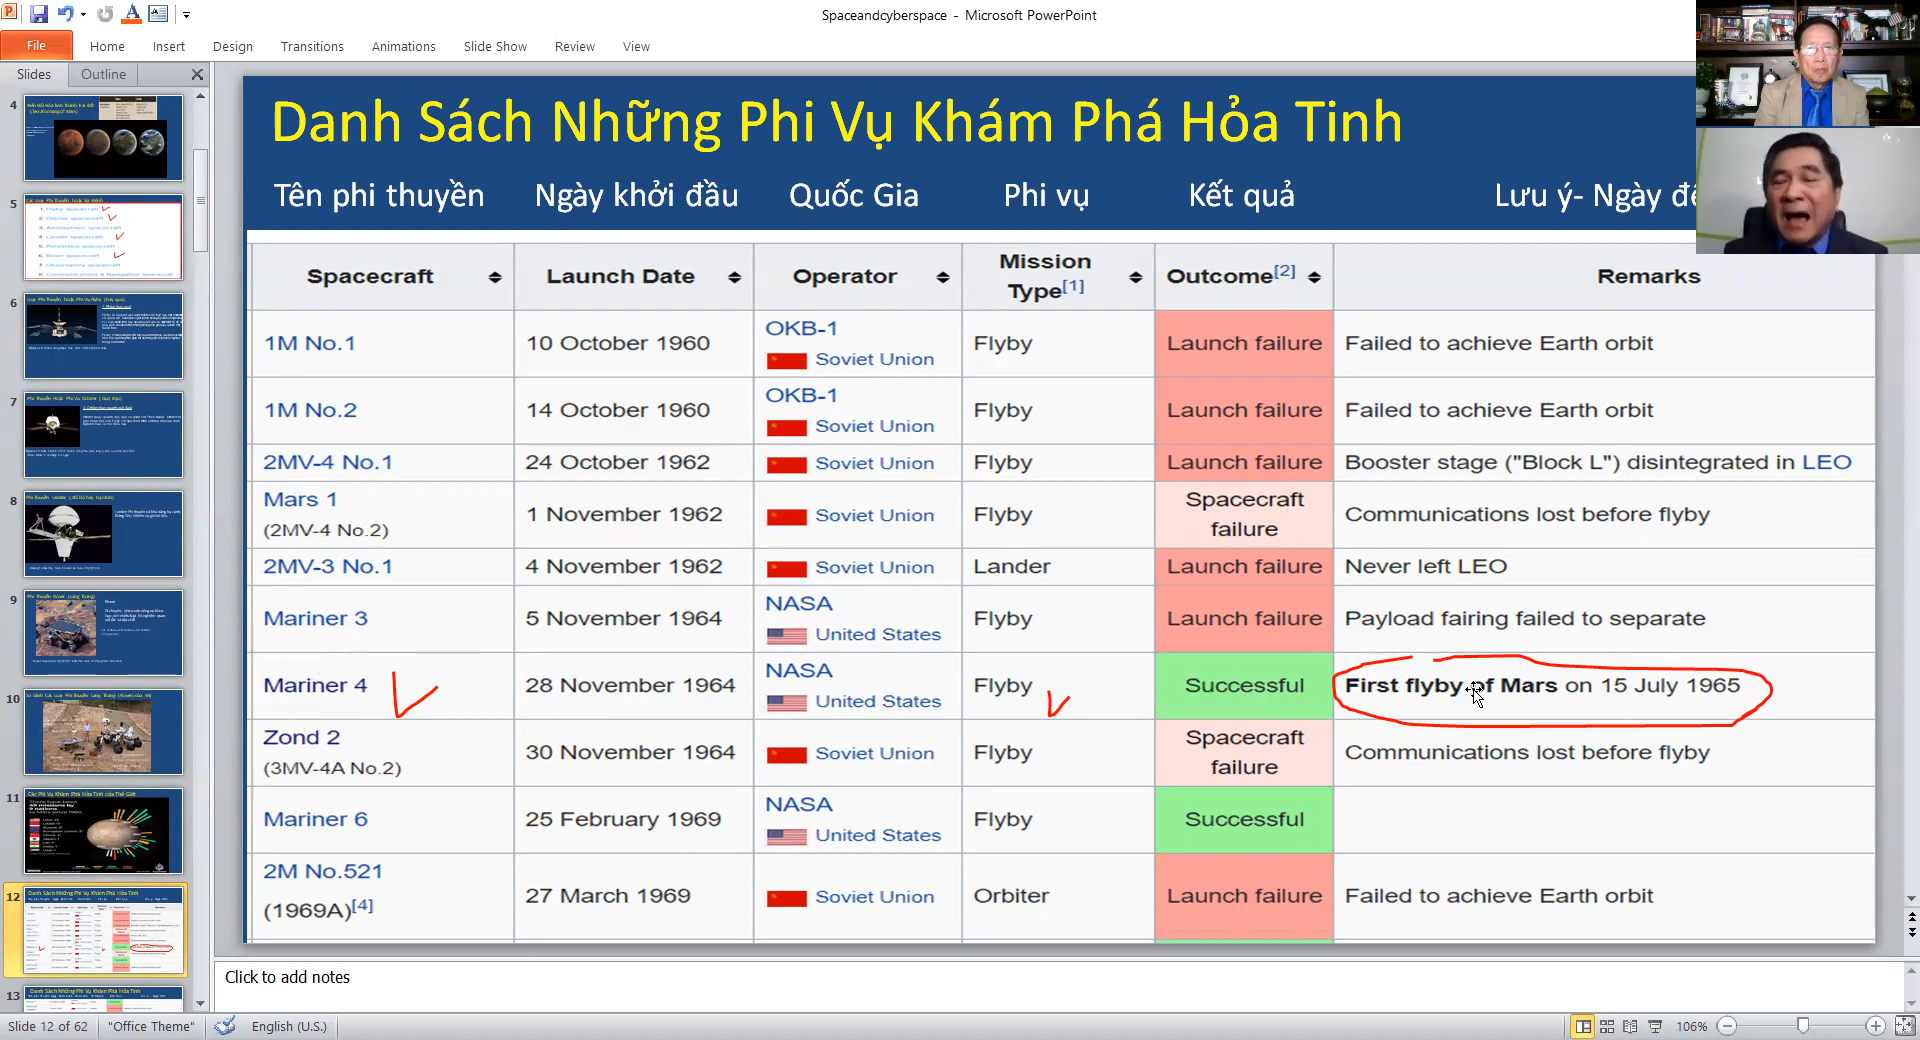 Spaceandcyberspace - Microsoft PowerPoint
File Home Insert Design Transitions Animations Slide Show Review View
Slides Outline
4
5
6
7
8
9
10
11
12
13
Danh Sách Những Phi Vụ Khám Phá Hỏa Tinh
Tên phi thuyền Ngày khởi đầu Quốc Gia Phi vụ Kết quả Lưu ý- Ngày
Spacecraft Launch Date Operator Mission Type[1] Outcome[2] Remarks
1M No.1 10 October 1960 OKB-1 Soviet Union Flyby Launch failure Failed to achieve Earth orbit
1M No.2 14 October 1960 OKB-1 Soviet Union Flyby Launch failure Failed to achieve Earth orbit
2MV-4 No.1 24 October 1962 Soviet Union Flyby Launch failure Booster stage ("Block L") disintegrated in LEO
Mars 1 (2MV-4 No.2) 1 November 1962 Soviet Union Flyby Spacecraft failure Communications lost before flyby
2MV-3 No.1 4 November 1962 Soviet Union Lander Launch failure Never left LEO
Mariner 3 5 November 1964 NASA United States Flyby Launch failure Payload fairing failed to separate
Mariner 4 28 November 1964 NASA United States Flyby Successful First flyby of Mars on 15 July 1965
Zond 2 (3MV-4A No.2) 30 November 1964 Soviet Union Flyby Spacecraft failure Communications lost before flyby
Mariner 6 25 February 1969 NASA United States Flyby Successful
2M No.521 (1969A)[4] 27 March 1969 Soviet Union Orbiter Launch failure Failed to achieve Earth orbit
Click to add notes
Slide 12 of 62 "Office Theme" English (U.S.) 106%